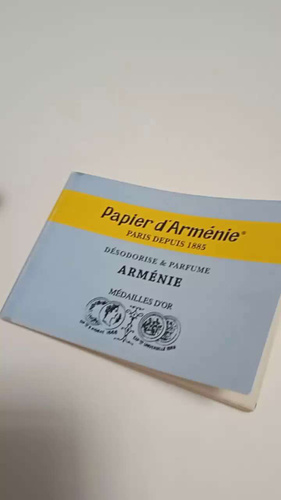 Papier d'Arménie®
PARIS DEPUIS 1885
DÉSODORISE & PARFUME
ARMÉNIE
MÉDAILLES D'OR